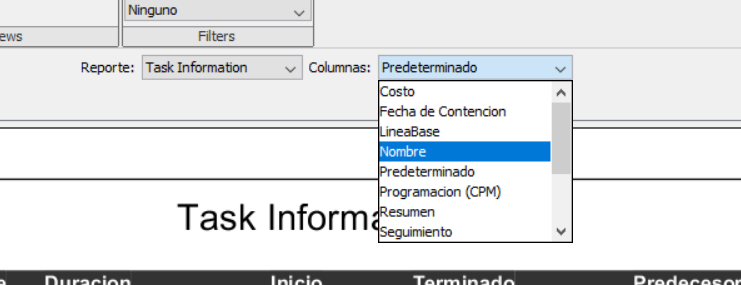 Ninguno
ews
Filters
Reporte: Task Information Columnas: Predeterminado
Costo
Fecha de Contencion
LineaBase
Nombre
Predeterminado
Programacion (CPM)
Resumen
Seguimiento
Task Informa
e Duracion Inicio Terminado Predecesor